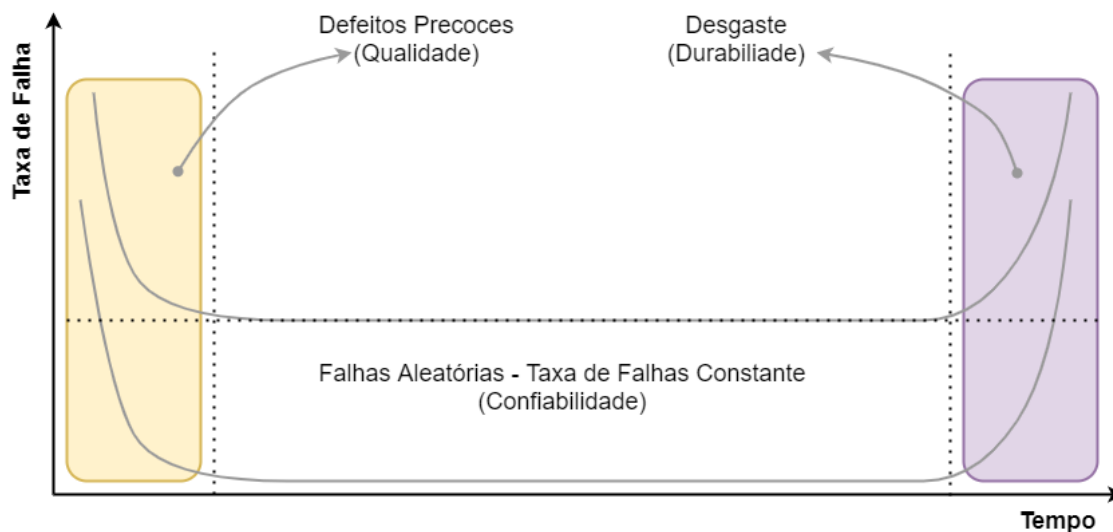 Defeitos Precoces
(Qualidade)
Desgaste
(Durabiliade)
Taxa de Falha
Falhas Aleatórias - Taxa de Falhas Constante
(Confiabilidade)
Tempo